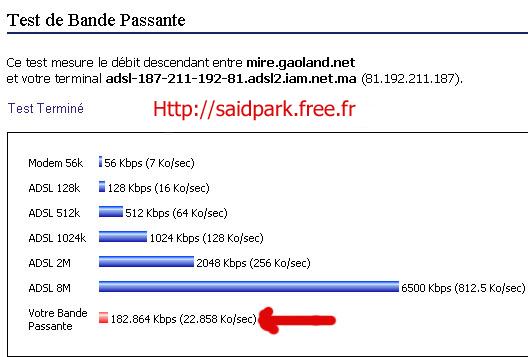 Test de Bande Passante
Ce test mesure le débit descendant entre mire.gaoland.net
et votre terminal adsl-187-211-192-81.adsl2.iam.net.ma (81.192.211.187).
Test Terminé
Http://saidpark.free.fr
Modem 56k 56 Kbps (7 Ko/sec)
ADSL 128k 128 Kbps (16 Ko/sec)
ADSL 512k 512 Kbps (64 Ko/sec)
ADSL 1024k 1024 Kbps (128 Ko/sec)
ADSL 2M 2048 Kbps (256 Ko/sec)
ADSL 8M 6500 Kbps (812.5 Ko/sec)
Votre Bande
Passante 182.864 Kbps (22.858 Ko/sec)